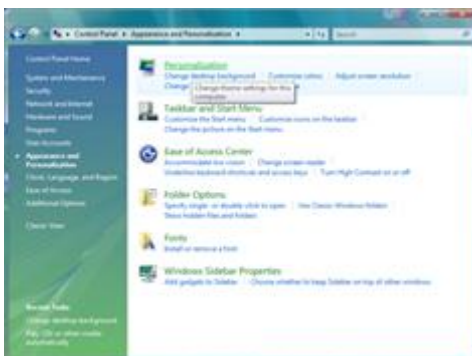 Control Panel ▸ Appearance and Personalization ▸
Search
Control Panel Home
System and Maintenance
Security
Network and Internet
Hardware and Sound
Programs
User Accounts
Appearance and
Personalization
Clock, Language, and Region
Ease of Access
Additional Options
Classic View
Recent Tasks
Change desktop background
Play CDs or other media
automatically
Personalization
Change desktop background Customize colors Adjust screen resolution
Change
Change theme settings for this
computer.
Taskbar and Start Menu
Customize the Start menu Customize icons on the taskbar
Change the picture on the Start menu
Ease of Access Center
Accommodate low vision Change screen reader
Underline keyboard shortcuts and access keys Turn High Contrast on or off
Folder Options
Specify single- or double-click to open Use Classic Windows folders
Show hidden files and folders
Fonts
Install or remove a font
Windows Sidebar Properties
Add gadgets to Sidebar Choose whether to keep Sidebar on top of other windows